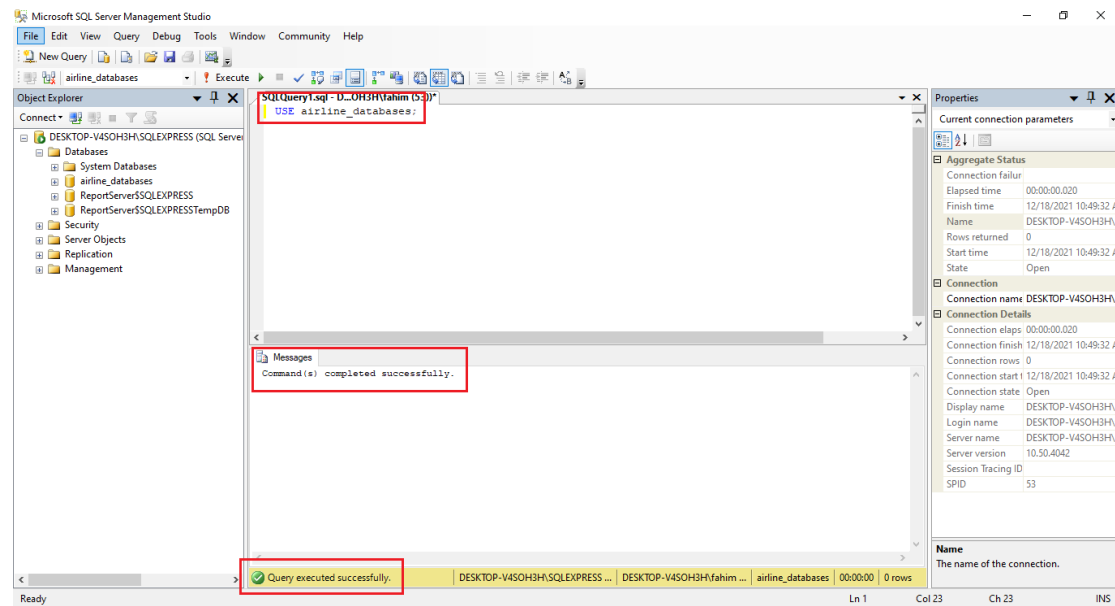 Microsoft SQL Server Management Studio
File Edit View Query Debug Tools Window Community Help
New Query
airline_databases Execute
Object Explorer
Connect
DESKTOP-V4SOH3H\SQLEXPRESS (SQL Server
Databases
System Databases
airline_databases
ReportServer$SQLEXPRESS
ReportServer$SQLEXPRESSTempDB
Security
Server Objects
Replication
Management
SQLQuery1.sql - D...OH3H\fahim (53))*
USE airline_databases;
Messages
Command(s) completed successfully.
Query executed successfully. DESKTOP-V4SOH3H\SQLEXPRESS ... DESKTOP-V4SOH3H\fahim ... airline_databases 00:00:00 0 rows
Properties
Current connection parameters
Aggregate Status
Connection failur
Elapsed time 00:00:00.020
Finish time 12/18/2021 10:49:32 A
Name DESKTOP-V4SOH3H\
Rows returned 0
Start time 12/18/2021 10:49:32 A
State Open
Connection
Connection name DESKTOP-V4SOH3H\
Connection Details
Connection elaps 00:00:00.020
Connection finish 12/18/2021 10:49:32 A
Connection rows 0
Connection start t 12/18/2021 10:49:32 A
Connection state Open
Display name DESKTOP-V4SOH3H\
Login name DESKTOP-V4SOH3H\
Server name DESKTOP-V4SOH3H\
Server version 10.50.4042
Session Tracing ID
SPID 53
Name
The name of the connection.
Ready Ln 1 Col 23 Ch 23 INS